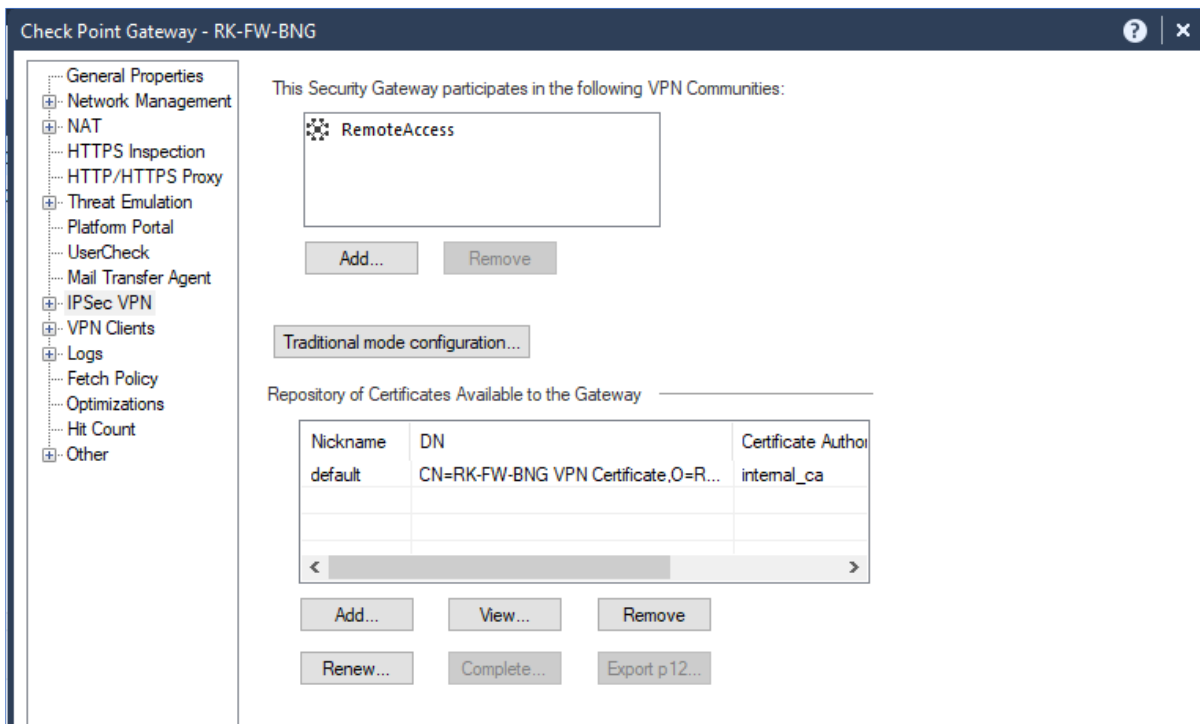 Check Point Gateway - RK-FW-BNG
General Properties
Network Management
NAT
HTTPS Inspection
HTTP/HTTPS Proxy
Threat Emulation
Platform Portal
UserCheck
Mail Transfer Agent
IPSec VPN
VPN Clients
Logs
Fetch Policy
Optimizations
Hit Count
Other
This Security Gateway participates in the following VPN Communities:
RemoteAccess
Add... Remove
Traditional mode configuration...
Repository of Certificates Available to the Gateway
Nickname DN Certificate Author
default CN=RK-FW-BNG VPN Certificate,O=R... internal_ca
Add... View... Remove
Renew... Complete... Export p12...